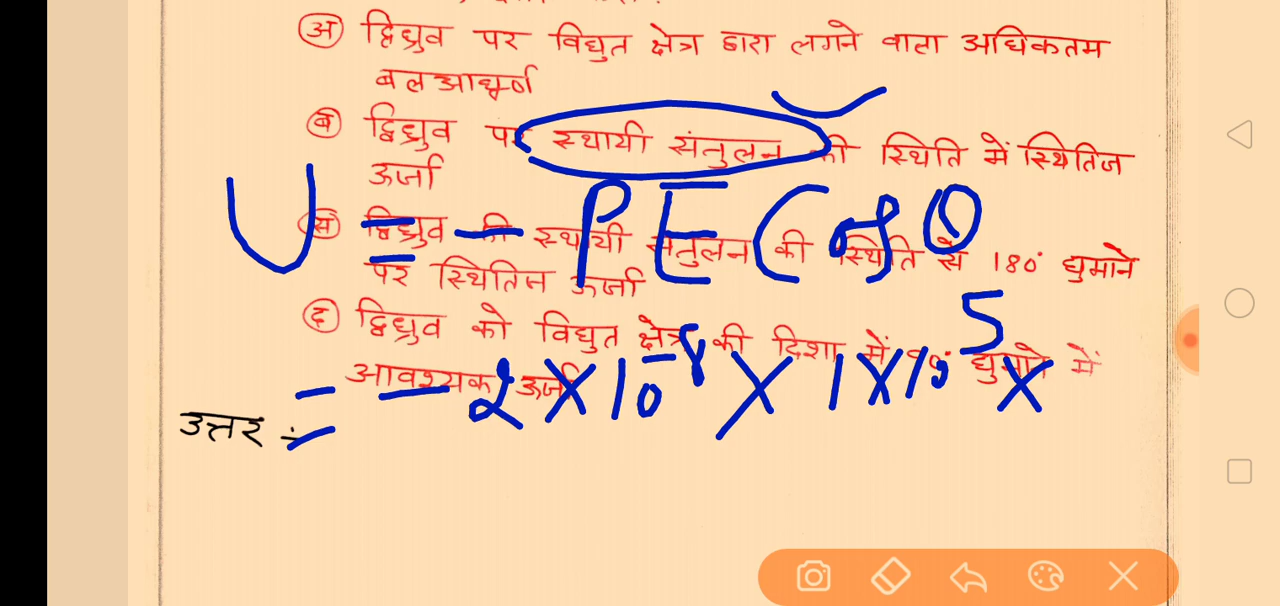 (अ) द्विध्रुव पर विद्युत क्षेत्र द्वारा लगने वाला अधिकतम
बल आघूर्ण
(ब) द्विध्रुव पर स्थायी संतुलन की स्थिति में स्थितिज
ऊर्जा
U = - PE Cos θ
(स) द्विध्रुव की स्थायी संतुलन की स्थिति से 180° घुमाने
पर स्थितिज ऊर्जा
(द) द्विध्रुव को विद्युत क्षेत्र की दिशा में 90° घुमाने में
आवश्यक ऊर्जा
= - 2 × 10⁻⁸ × 1 × 10⁵ ×
उत्तर ÷